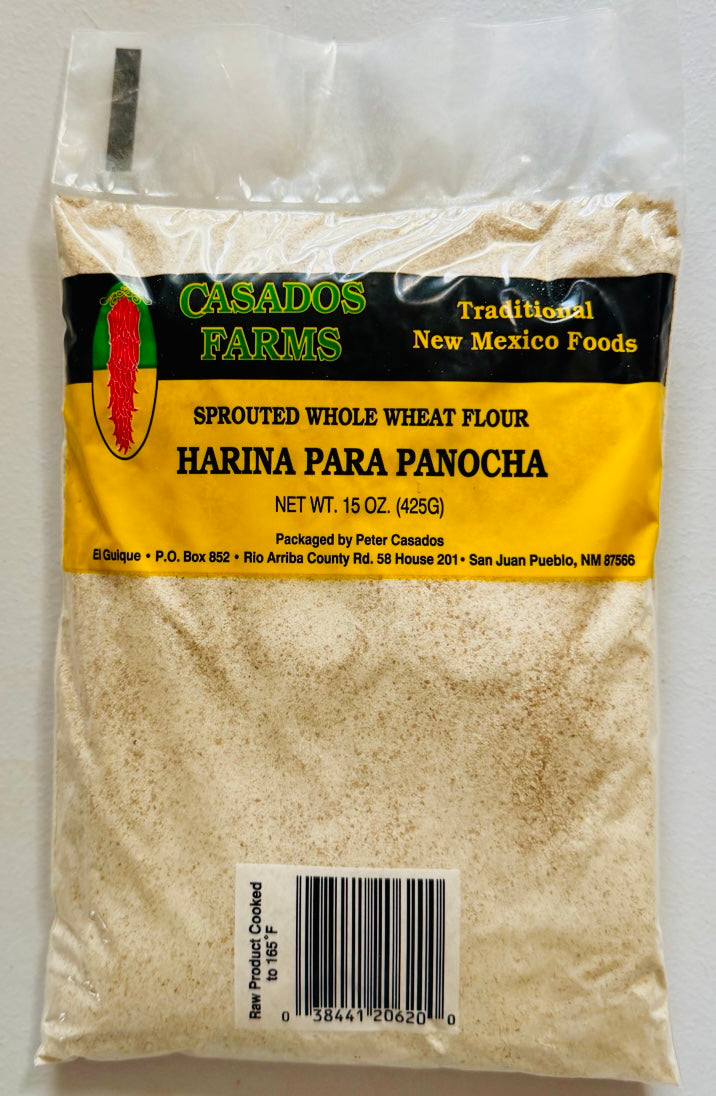 CASADOS
FARMS
Traditional
New Mexico Foods
SPROUTED WHOLE WHEAT FLOUR
HARINA PARA PANOCHA
NET WT. 15 OZ. (425G)
Packaged by Peter Casados
El Guique • P.O. Box 852 • Rio Arriba County Rd. 58 House 201 • San Juan Pueblo, NM 87566
Raw Product Cooked
to 165°F
0 38441 20620 0